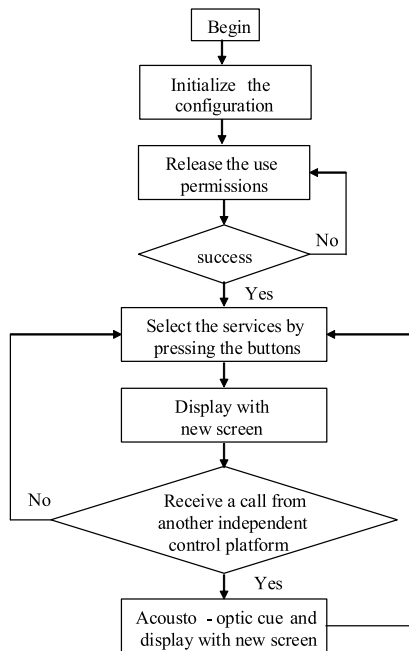 Begin
Initialize the
configuration
Release the use
permissions
No
success
Yes
Select the services by
pressing the buttons
Display with
new screen
No
Receive a call from
another independent
control platform
Yes
Acousto - optic cue and
display with new screen